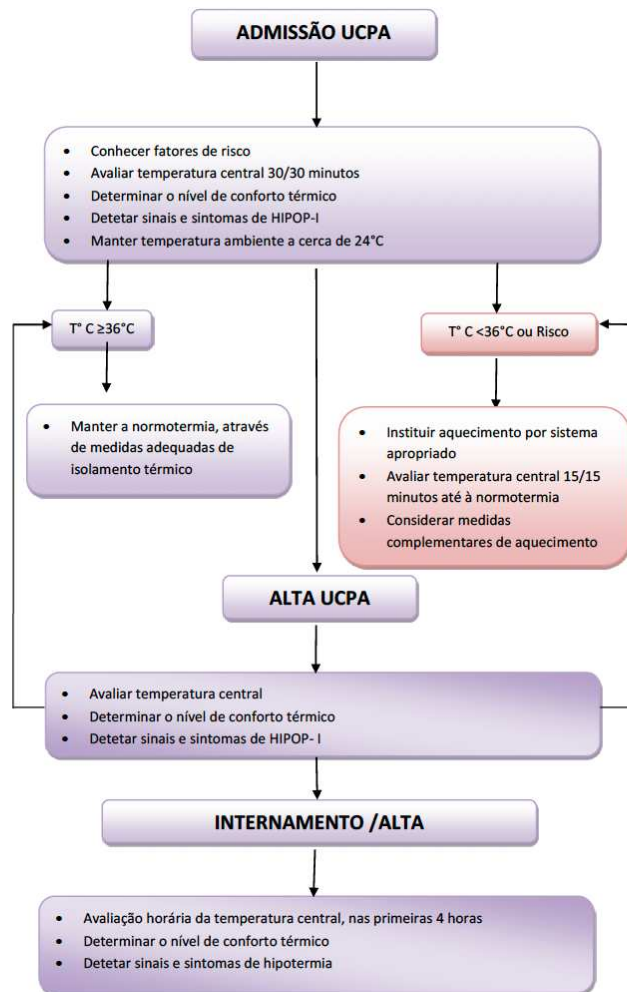 ADMISSÃO UCPA
• Conhecer fatores de risco
• Avaliar temperatura central 30/30 minutos
• Determinar o nível de conforto térmico
• Detetar sinais e sintomas de HIPOP-I
• Manter temperatura ambiente a cerca de 24°C
T° C ≥36°C
• Manter a normotermia, através
de medidas adequadas de
isolamento térmico
T° C <36°C ou Risco
• Instituir aquecimento por sistema
apropriado
• Avaliar temperatura central 15/15
minutos até à normotermia
• Considerar medidas
complementares de aquecimento
ALTA UCPA
• Avaliar temperatura central
• Determinar o nível de conforto térmico
• Detetar sinais e sintomas de HIPOP- I
INTERNAMENTO /ALTA
• Avaliação horária da temperatura central, nas primeiras 4 horas
• Determinar o nível de conforto térmico
• Detetar sinais e sintomas de hipotermia